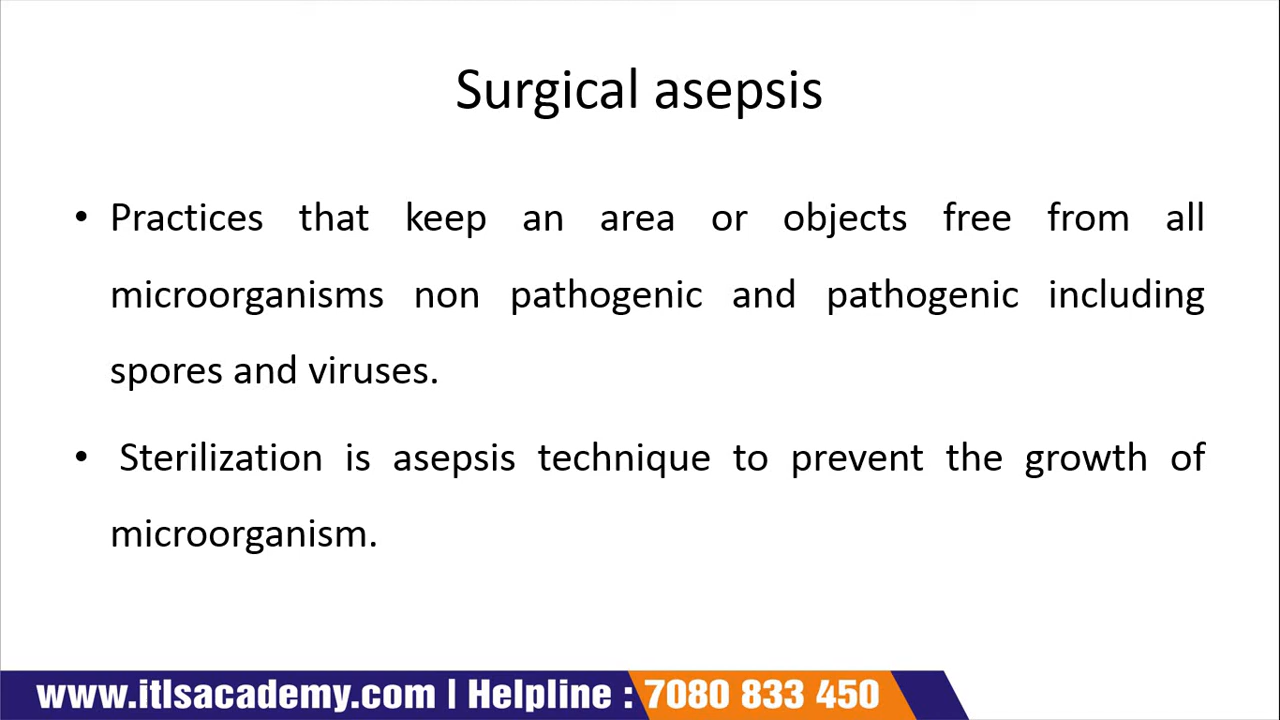 Surgical asepsis
• Practices that keep an area or objects free from all
microorganisms non pathogenic and pathogenic including
spores and viruses.
• Sterilization is asepsis technique to prevent the growth of
microorganism.
www.itlsacademy.com | Helpline : 7080 833 450